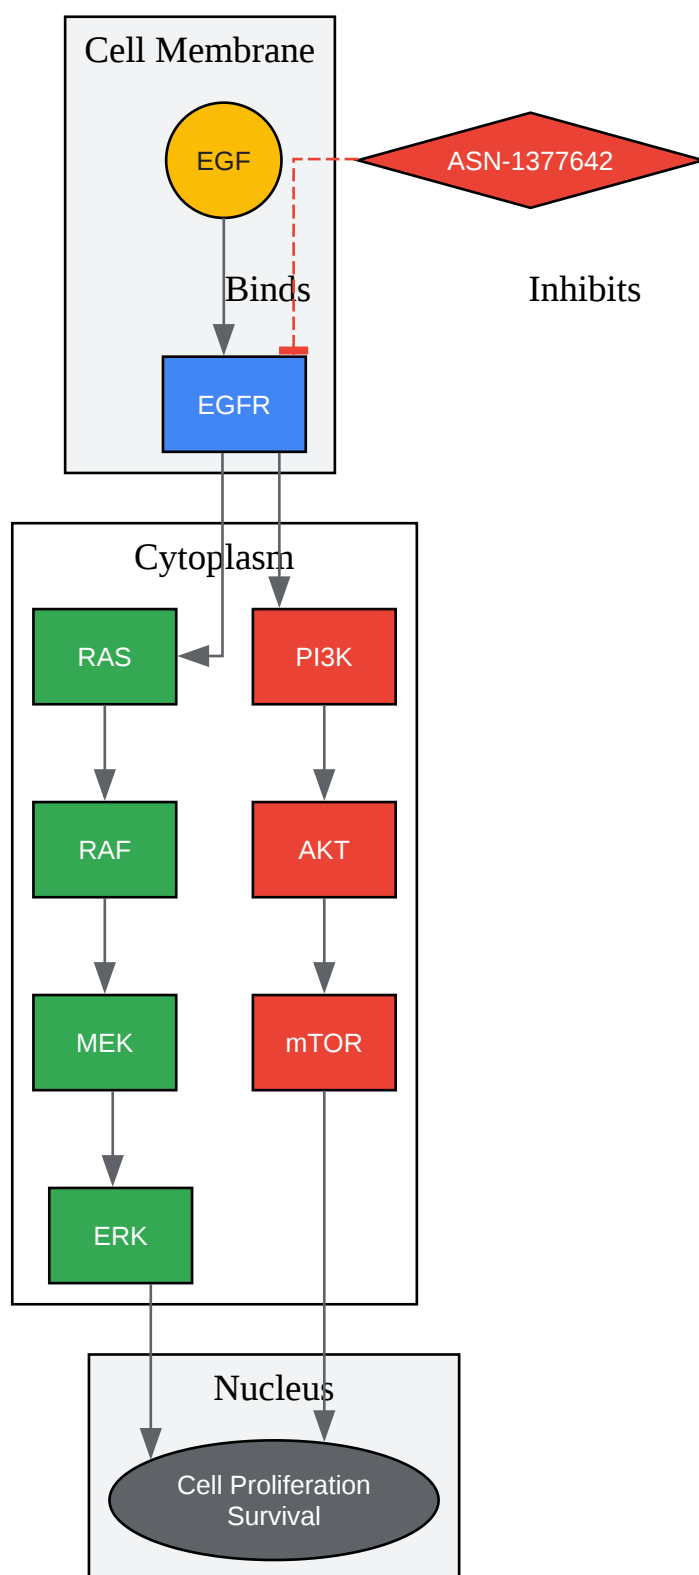 Cell Membrane
EGF
ASN-1377642
Binds
Inhibits
EGFR
Cytoplasm
RAS
PI3K
RAF
AKT
MEK
mTOR
ERK
Nucleus
Cell Proliferation
Survival